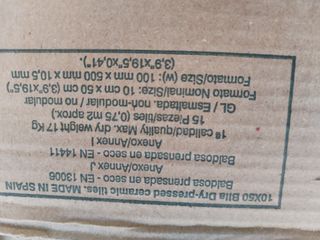 10X50 Bila Dry-pressed ceramic tiles. MADE IN SPAIN
Baldosa prensada en seco - EN 13006
Anexo/Annex J
Baldosa prensada en seco - EN 14411
Anexo/Annex I
1ª calidad/quality Max. dry weight 17 Kg
15 Piezas/tiles (0,75 m2 aprox)
GL / Esmaltada. non-modular / no modular
Formato Nominal/Size: 10 cm x 50 cm (3,9"x19,5")
Formato/Size (w): 100 mm x 500 mm x 10,5 mm
(3,9"x19,5"x0,41").